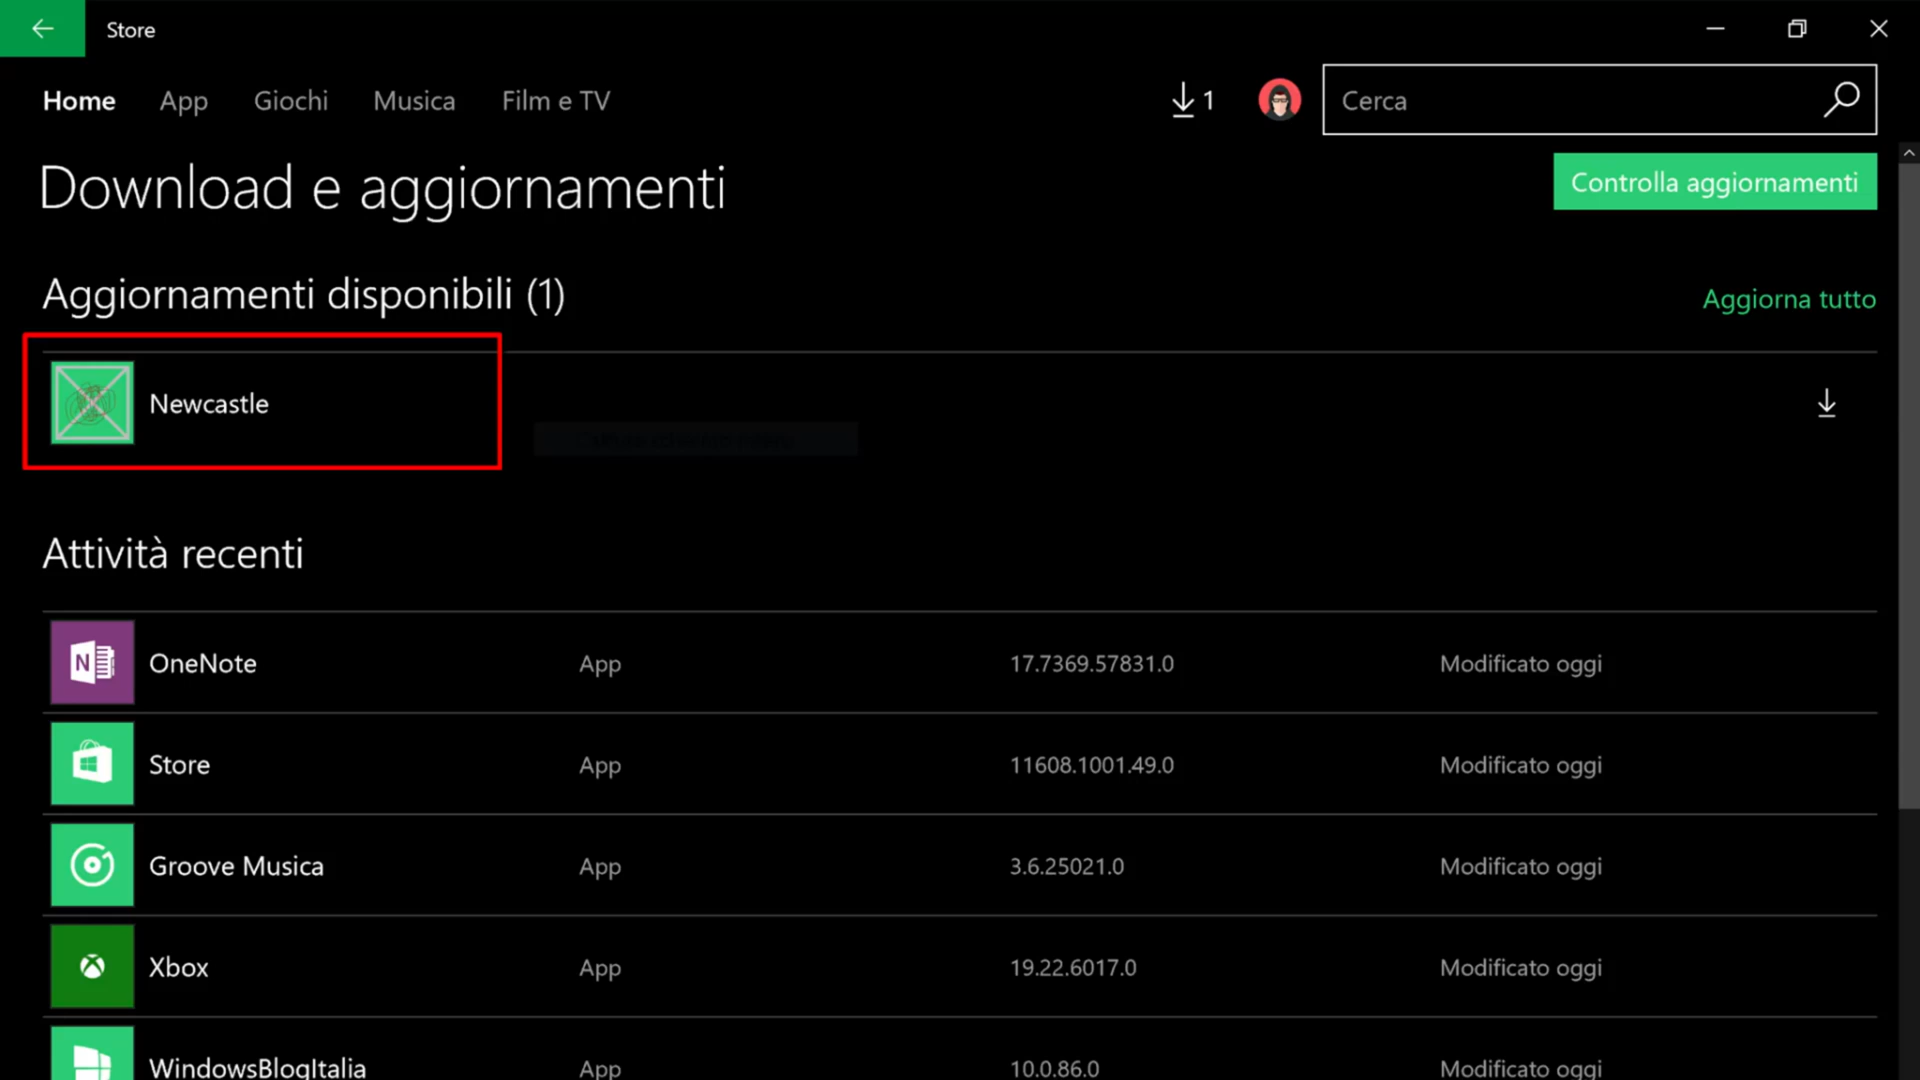 Store
Home App Giochi Musica Film e TV 1 Cerca
Download e aggiornamenti Controlla aggiornamenti
Aggiornamenti disponibili (1) Aggiorna tutto
Newcastle
Attività recenti
OneNote App 17.7369.57831.0 Modificato oggi
Store App 11608.1001.49.0 Modificato oggi
Groove Musica App 3.6.25021.0 Modificato oggi
Xbox App 19.22.6017.0 Modificato oggi
WindowsBlogItalia App 10.0.86.0 Modificato oggi